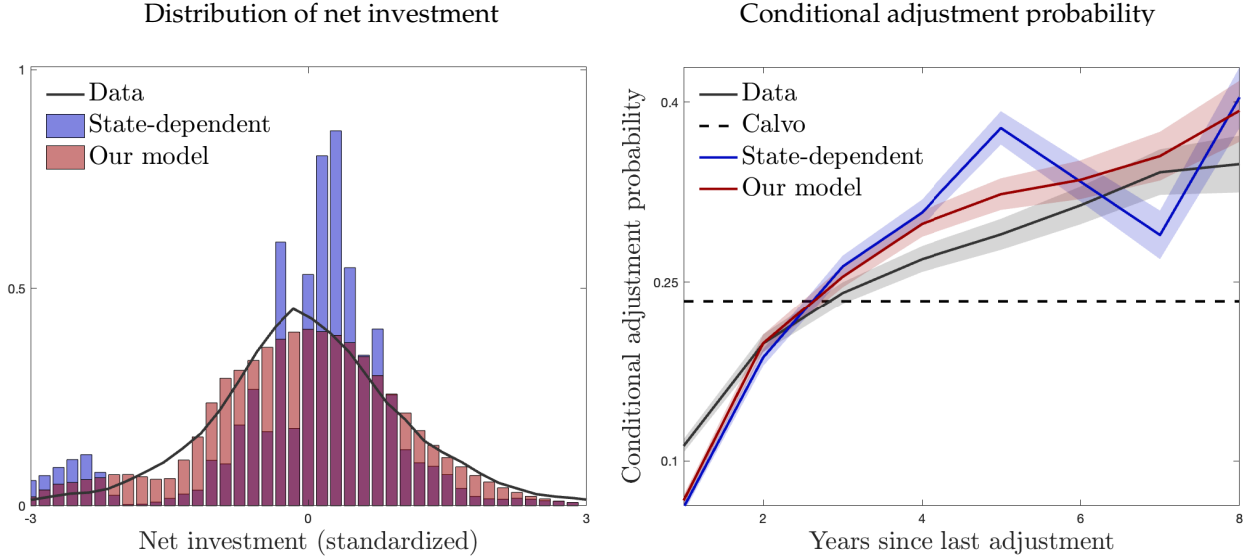 Distribution of net investment
1
0.5
0
-3
0
3
Data
State-dependent
Our model
Net investment (standardized)
Conditional adjustment probability
0.4
0.25
0.1
2
4
6
8
Data
Calvo
State-dependent
Our model
Conditional adjustment probability
Years since last adjustment